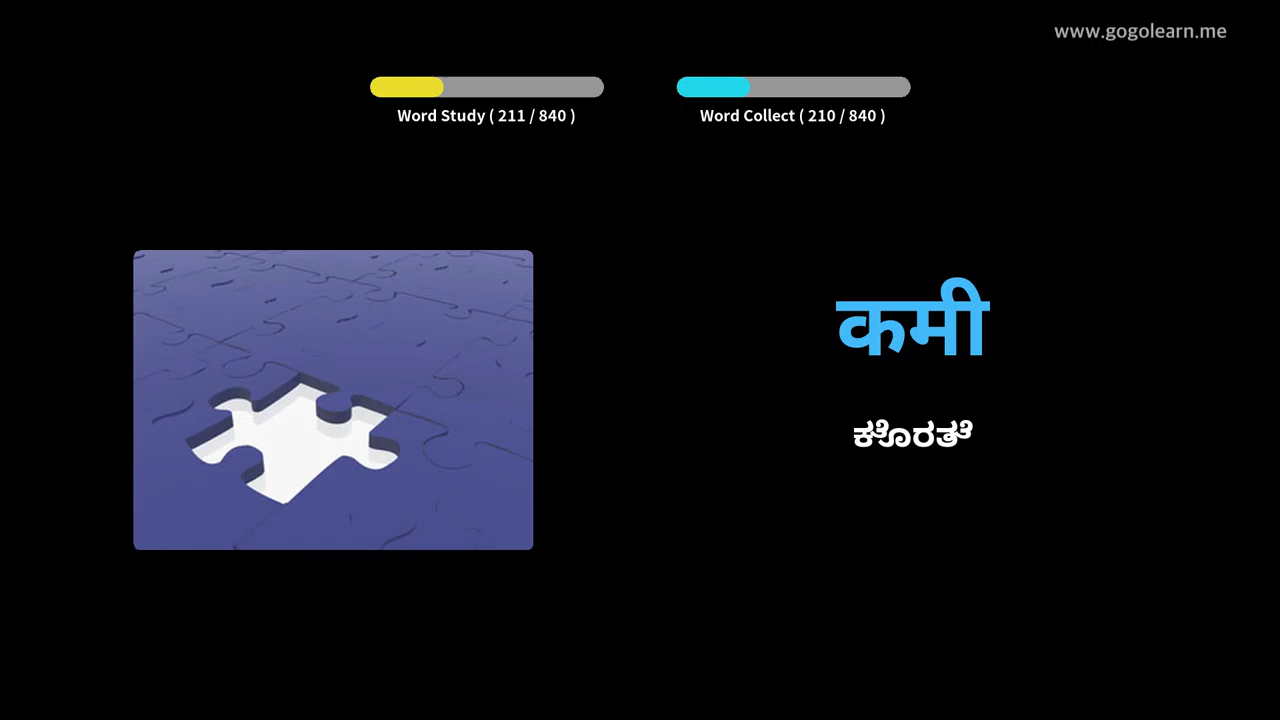 www.gogolearn.me
Word Study ( 211 / 840 )
Word Collect ( 210 / 840 )
कमी
ಕೊರತೆ